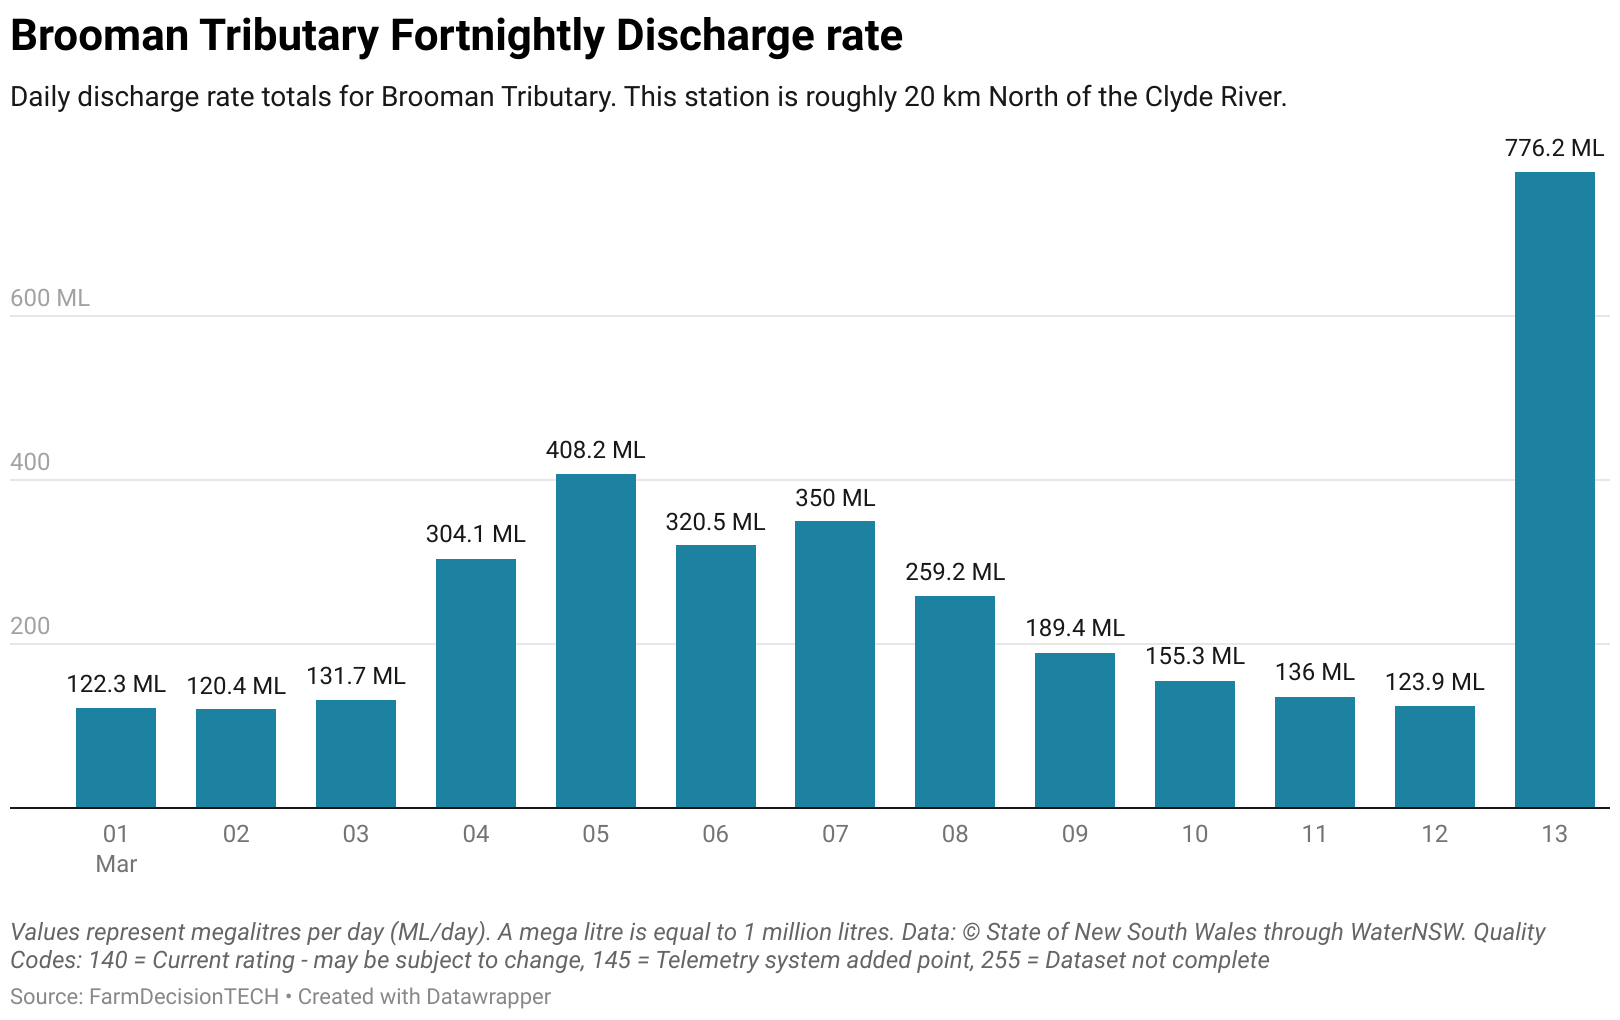 Brooman Tributary Fortnightly Discharge rate
Daily discharge rate totals for Brooman Tributary. This station is roughly 20 km North of the Clyde River.
776.2 ML
600 ML
408.2 ML
400
350 ML
320.5 ML
304.1 ML
259.2 ML
200
189.4 ML
155.3 ML
136 ML
131.7 ML
122.3 ML
120.4 ML
123.9 ML
01 02 03 04 05 06 07 08 09 10 11 12 13
Mar
Values represent megalitres per day (ML/day). A mega litre is equal to 1 million litres. Data: © State of New South Wales through WaterNSW. Quality
Codes: 140 = Current rating - may be subject to change, 145 = Telemetry system added point, 255 = Dataset not complete
Source: FarmDecisionTECH • Created with Datawrapper